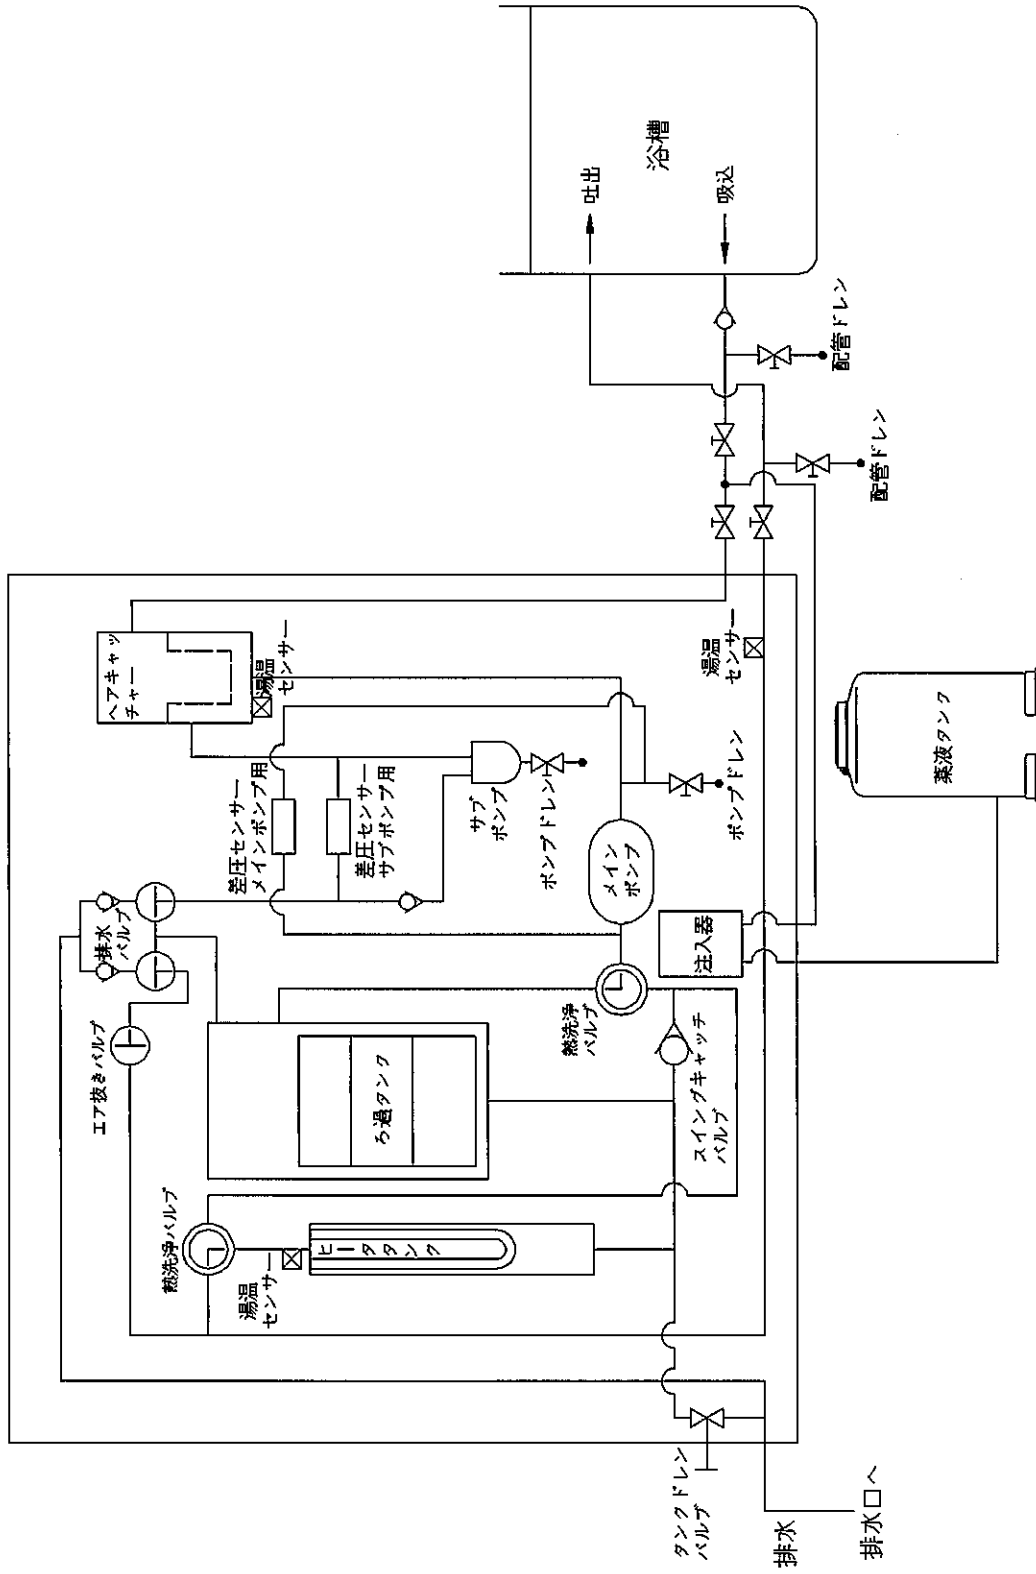 ヘアキャッ
チャー
湯温
センサー
差圧センサー
メインポンプ用
差圧センサー
サブポンプ用
排水
バルブ
エア抜きバルブ
熱洗浄バルブ
湯温
センサー
ヒータタンク
ろ過タンク
サブ
ポンプ
ポンプドレン
メイン
ポンプ
ポンプドレン
熱洗浄
バルブ
注入器
スイングキャッチ
バルブ
湯温
センサー
タンクドレン
バルブ
排水
排水口へ
薬液タンク
浴槽
吐出
吸込
配管ドレン
配管ドレン